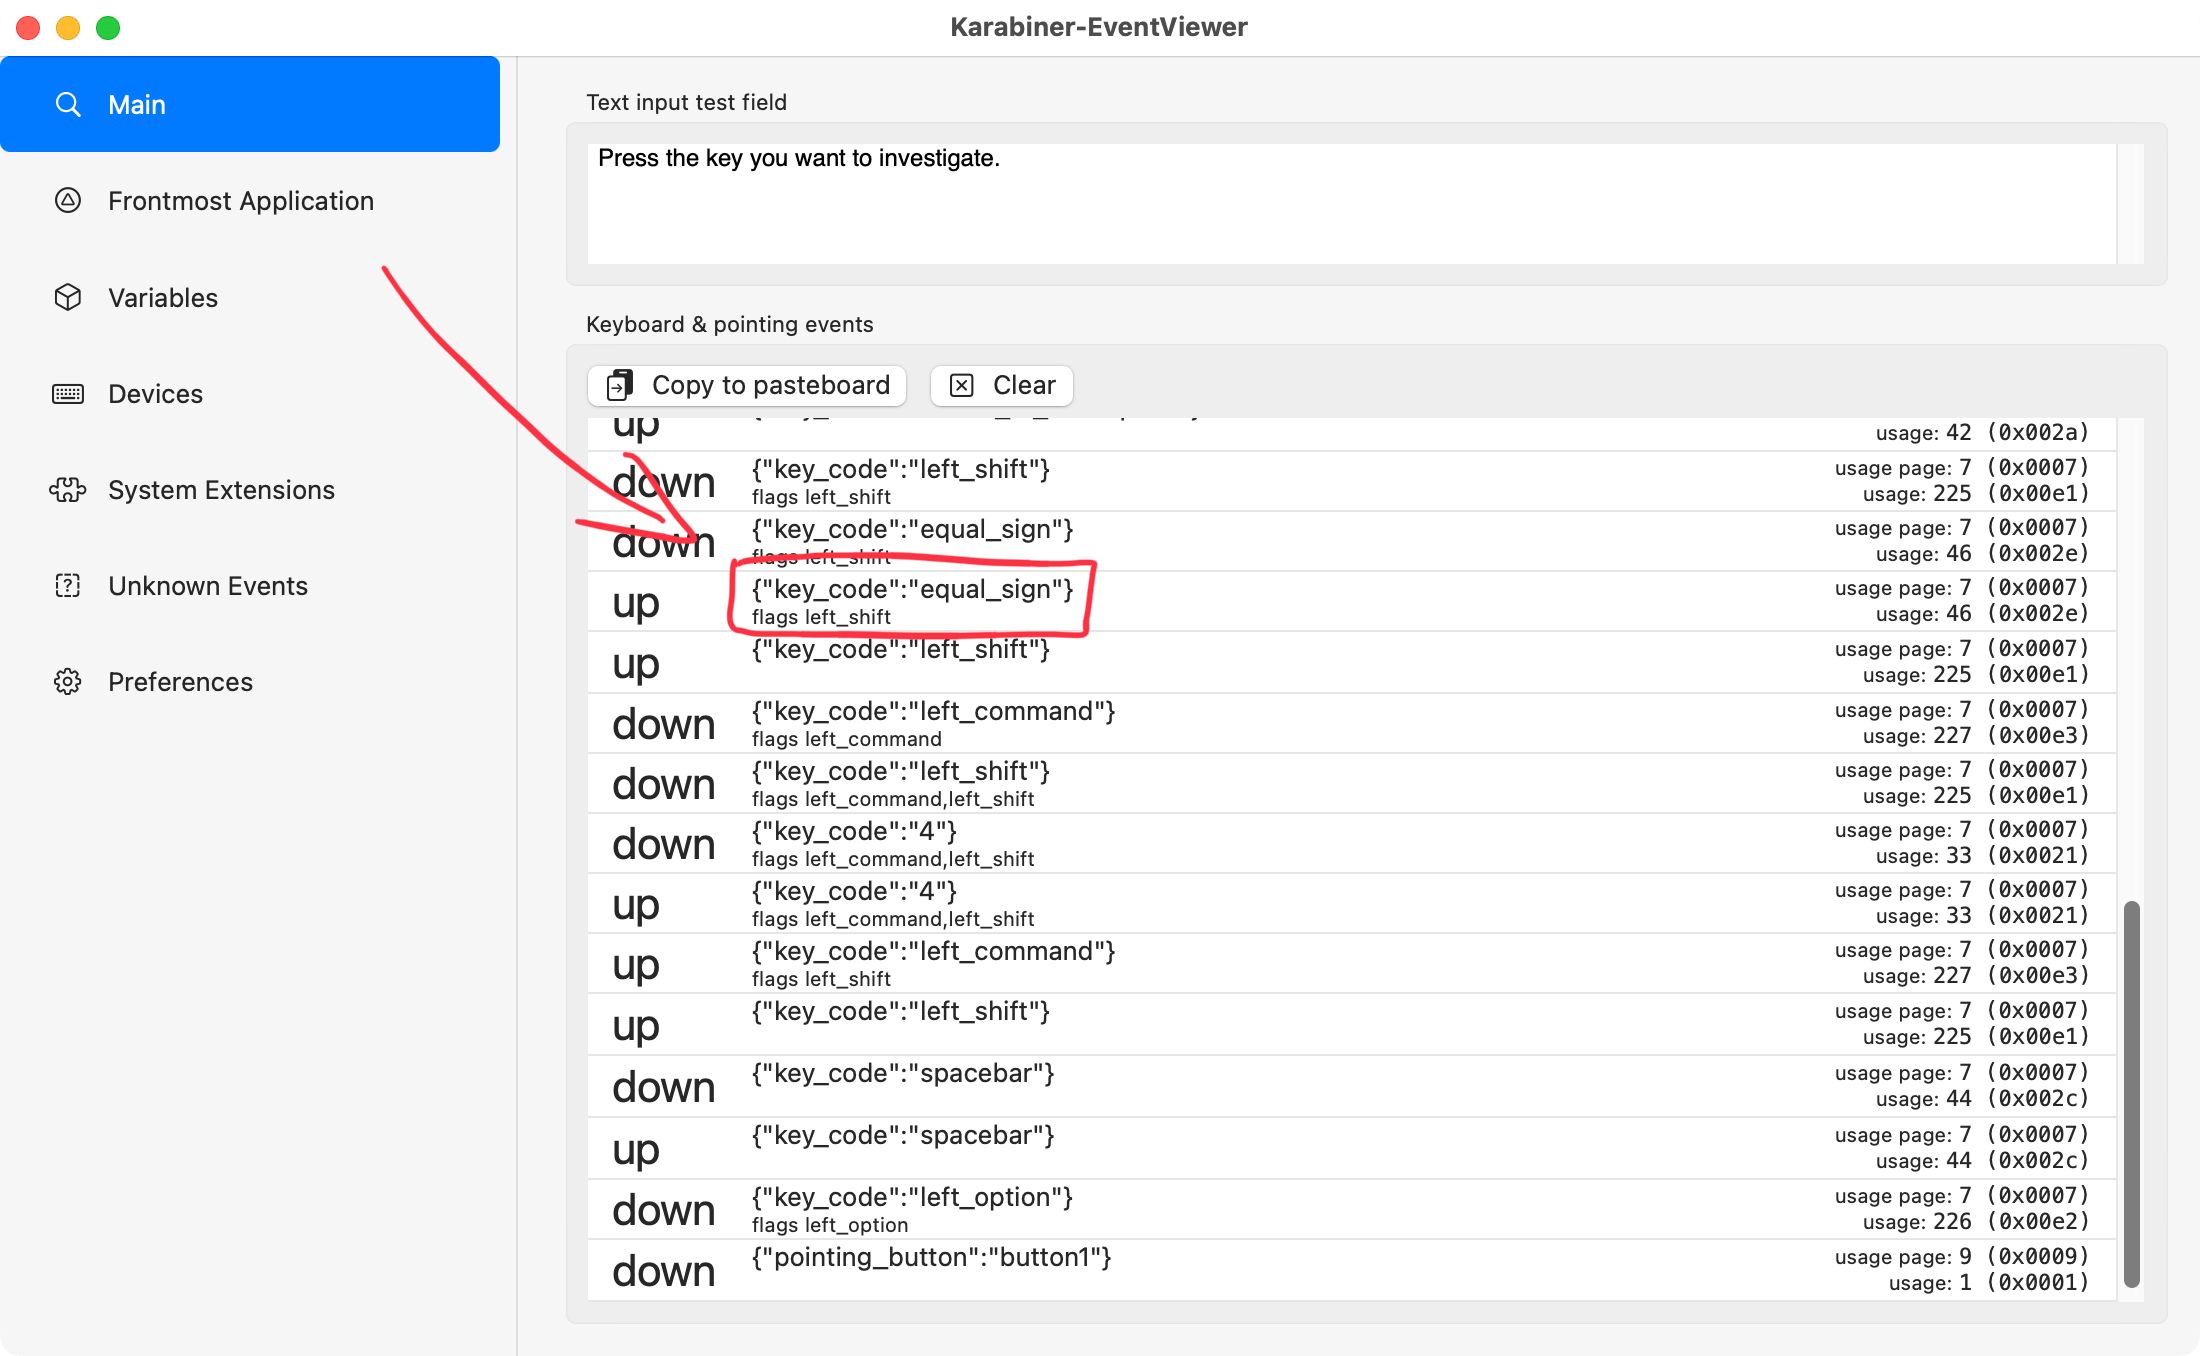 Karabiner-EventViewer
Main
Frontmost Application
Variables
Devices
System Extensions
Unknown Events
Preferences
Text input test field
Press the key you want to investigate.
Keyboard & pointing events
Copy to pasteboard
Clear
up
usage: 42 (0x002a)
down {"key_code":"left_shift"} usage page: 7 (0x0007)
flags left_shift usage: 225 (0x00e1)
down {"key_code":"equal_sign"} usage page: 7 (0x0007)
flags left_shift usage: 46 (0x002e)
up {"key_code":"equal_sign"} usage page: 7 (0x0007)
flags left_shift usage: 46 (0x002e)
up {"key_code":"left_shift"} usage page: 7 (0x0007)
usage: 225 (0x00e1)
down {"key_code":"left_command"} usage page: 7 (0x0007)
flags left_command usage: 227 (0x00e3)
down {"key_code":"left_shift"} usage page: 7 (0x0007)
flags left_command,left_shift usage: 225 (0x00e1)
down {"key_code":"4"} usage page: 7 (0x0007)
flags left_command,left_shift usage: 33 (0x0021)
up {"key_code":"4"} usage page: 7 (0x0007)
flags left_command,left_shift usage: 33 (0x0021)
up {"key_code":"left_command"} usage page: 7 (0x0007)
flags left_shift usage: 227 (0x00e3)
up {"key_code":"left_shift"} usage page: 7 (0x0007)
usage: 225 (0x00e1)
down {"key_code":"spacebar"} usage page: 7 (0x0007)
usage: 44 (0x002c)
up {"key_code":"spacebar"} usage page: 7 (0x0007)
usage: 44 (0x002c)
down {"key_code":"left_option"} usage page: 7 (0x0007)
flags left_option usage: 226 (0x00e2)
down {"pointing_button":"button1"} usage page: 9 (0x0009)
usage: 1 (0x0001)